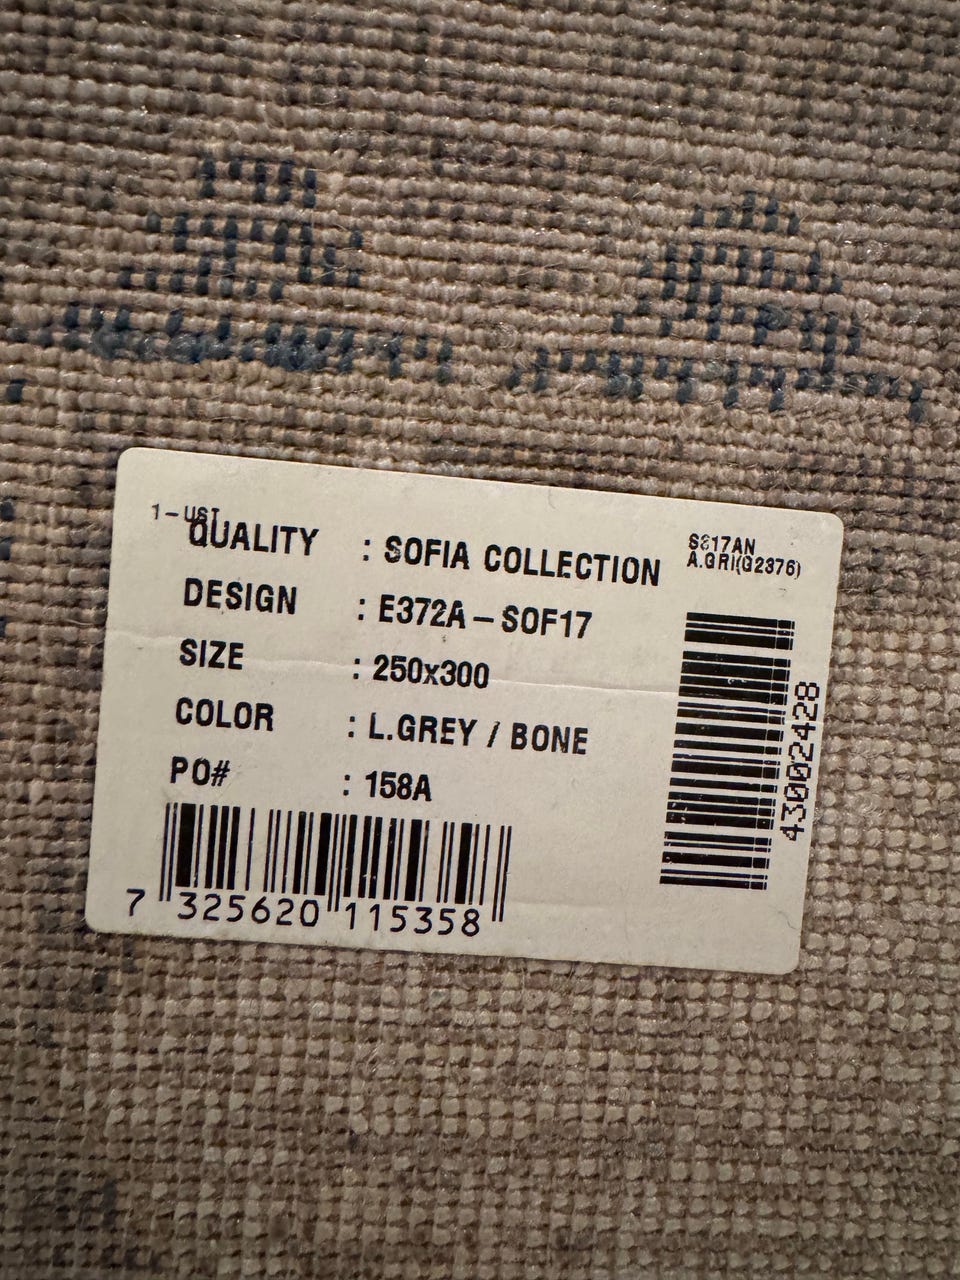 1-UST
QUALITY : SOFIA COLLECTION
DESIGN : E372A-SOF17
SIZE : 250x300
COLOR : L.GREY / BONE
PO# : 158A
7 325620 115358
A.GRI(G2376)
43002428